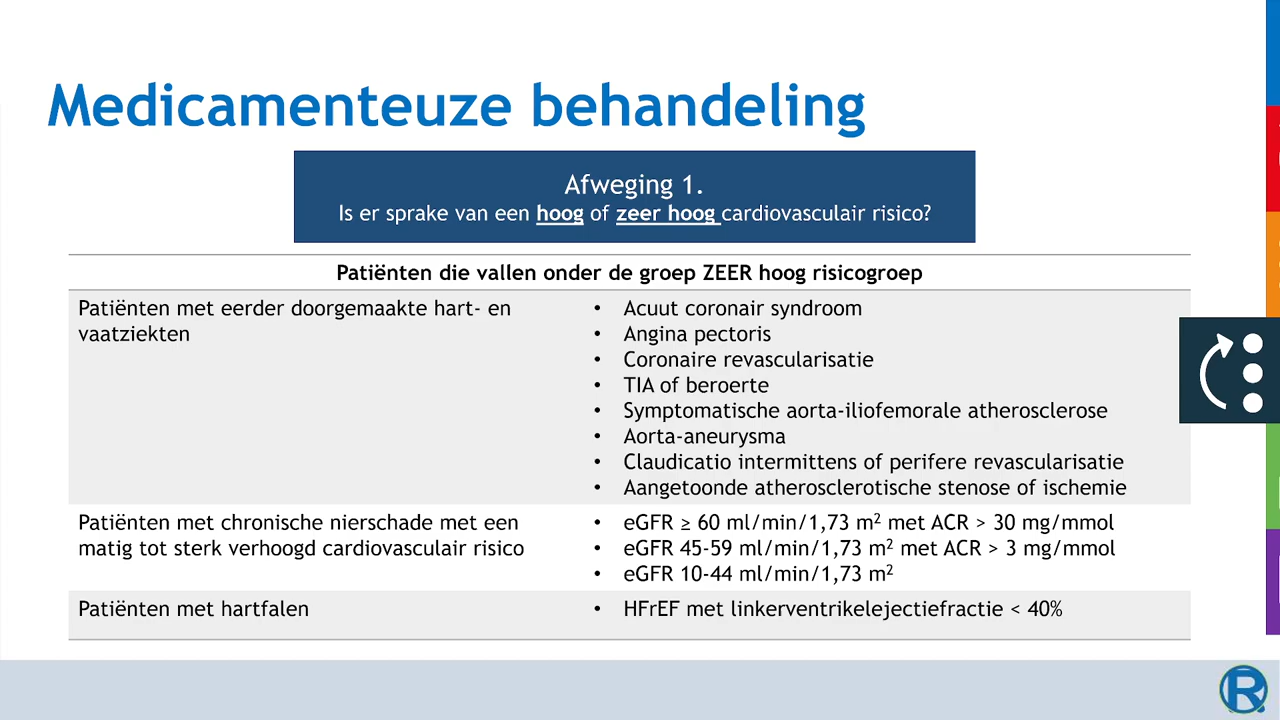 Medicamenteuze behandeling
Afweging 1.
Is er sprake van een hoog of zeer hoog cardiovasculair risico?
Patiënten die vallen onder de groep ZEER hoog risicogroep
Patiënten met eerder doorgemaakte hart- en
vaatziekten
• Acuut coronair syndroom
• Angina pectoris
• Coronaire revascularisatie
• TIA of beroerte
• Symptomatische aorta-iliofemorale atherosclerose
• Aorta-aneurysma
• Claudicatio intermittens of perifere revascularisatie
• Aangetoonde atherosclerotische stenose of ischemie
Patiënten met chronische nierschade met een
matig tot sterk verhoogd cardiovasculair risico
• eGFR ≥ 60 ml/min/1,73 m² met ACR > 30 mg/mmol
• eGFR 45-59 ml/min/1,73 m² met ACR > 3 mg/mmol
• eGFR 10-44 ml/min/1,73 m²
Patiënten met hartfalen
• HFrEF met linkerventrikelejectiefractie < 40%
R